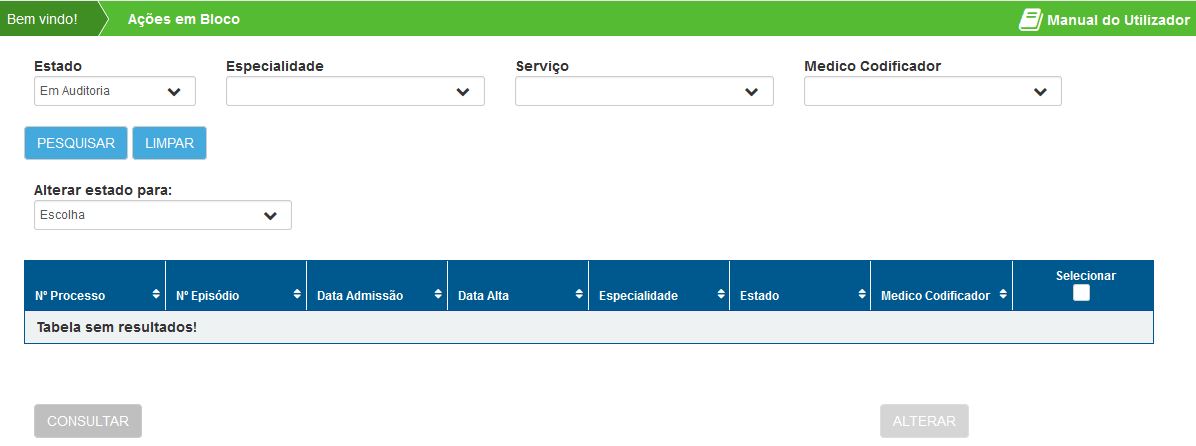 Bem vindo! Ações em Bloco Manual do Utilizador
Estado Especialidade Serviço Medico Codificador
Em Auditoria
PESQUISAR LIMPAR
Alterar estado para:
Escolha
Selecionar
Nº Processo Nº Episódio Data Admissão Data Alta Especialidade Estado Medico Codificador
Tabela sem resultados!
CONSULTAR ALTERAR